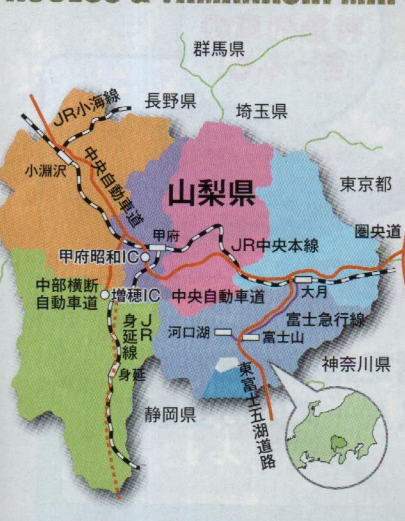 ACCESS & YAMANASHI MAP
群馬県
長野県
埼玉県
JR小海線
小淵沢
中央自動車道
山梨県
東京都
甲府
JR中央本線
圏央道
甲府昭和IC
中部横断
自動車道
増穂IC
中央自動車道
大月
JR
身延線
河口湖
富士急行線
富士山
身延
神奈川県
静岡県
東富士五湖道路